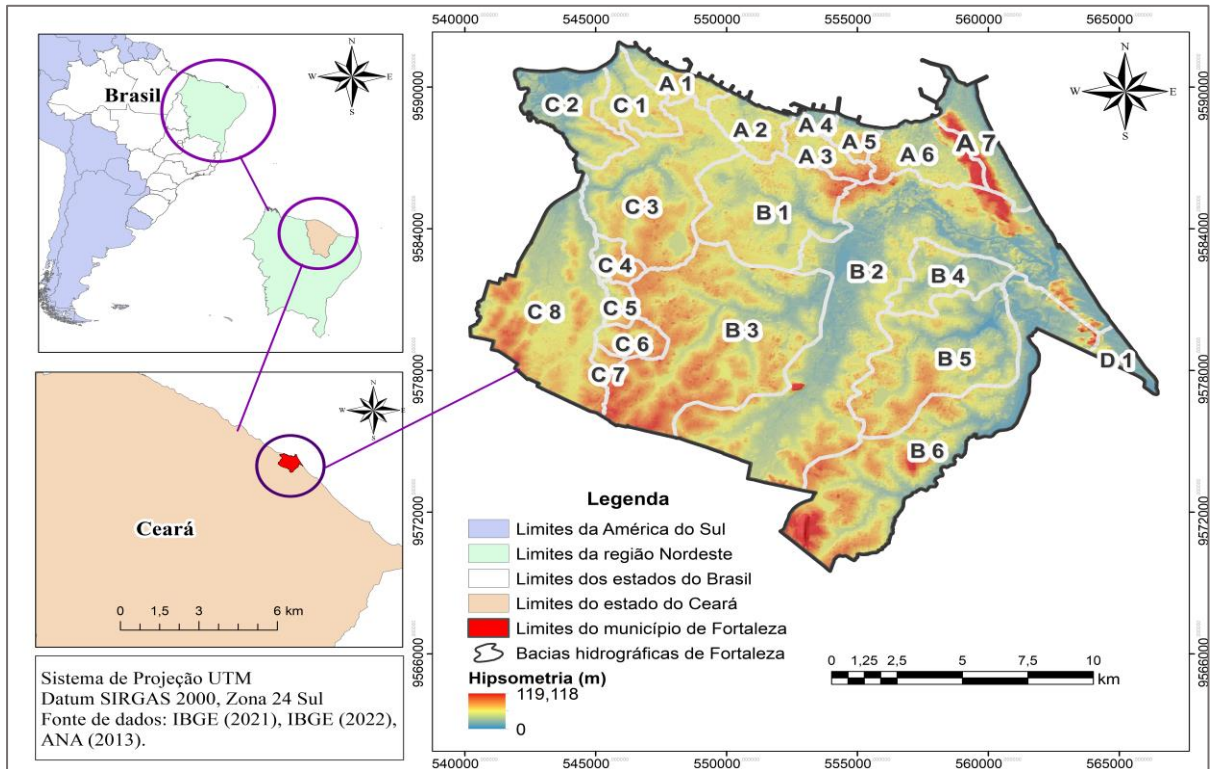 Brasil
N
W E
S
N
W E
S
Ceará
0 1,5 3 6 km
Sistema de Projeção UTM
Datum SIRGAS 2000, Zona 24 Sul
Fonte de dados: IBGE (2021), IBGE (2022),
ANA (2013).
540000 545000 550000 555000 560000 565000
9590000
9584000
9578000
9572000
9566000
N
W E
S
C 2
C 1
A 1
A 2
A 4
A 3
A 5
A 6
A 7
C 3
B 1
C 4
B 2
B 4
C 8
C 5
B 3
C 6
B 5
D 1
C 7
B 6
Legenda
Limites da América do Sul
Limites da região Nordeste
Limites dos estados do Brasil
Limites do estado do Ceará
Limites do município de Fortaleza
Bacias hidrográficas de Fortaleza
Hipsometria (m)
119,118
0
0 1,25 2,5 5 7,5 10
km
9590000
9584000
9578000
9572000
9566000
540000 545000 550000 555000 560000 565000